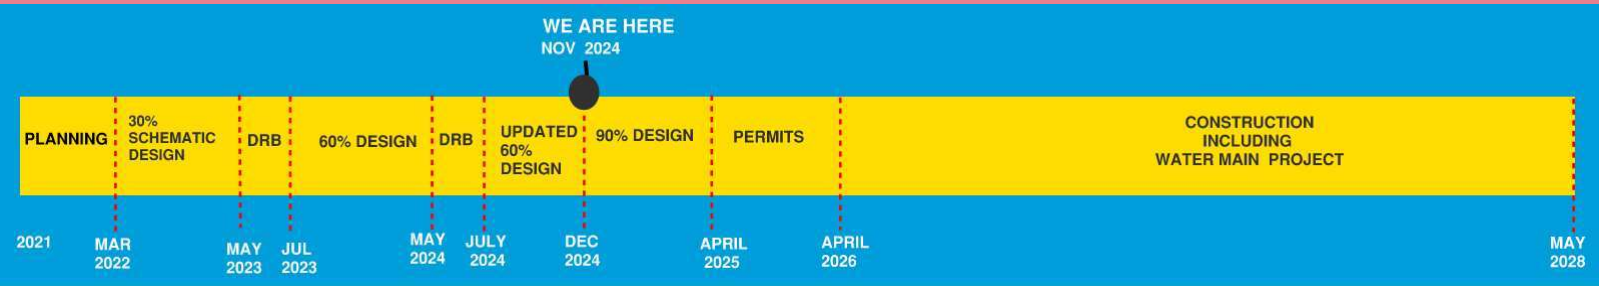 WE ARE HERE
NOV 2024
PLANNING
30%
SCHEMATIC
DESIGN
DRB
60% DESIGN
DRB
UPDATED
60%
DESIGN
90% DESIGN
PERMITS
CONSTRUCTION
INCLUDING
WATER MAIN PROJECT
2021
MAR
2022
MAY
2023
JUL
2023
MAY
2024
JULY
2024
DEC
2024
APRIL
2025
APRIL
2026
MAY
2028